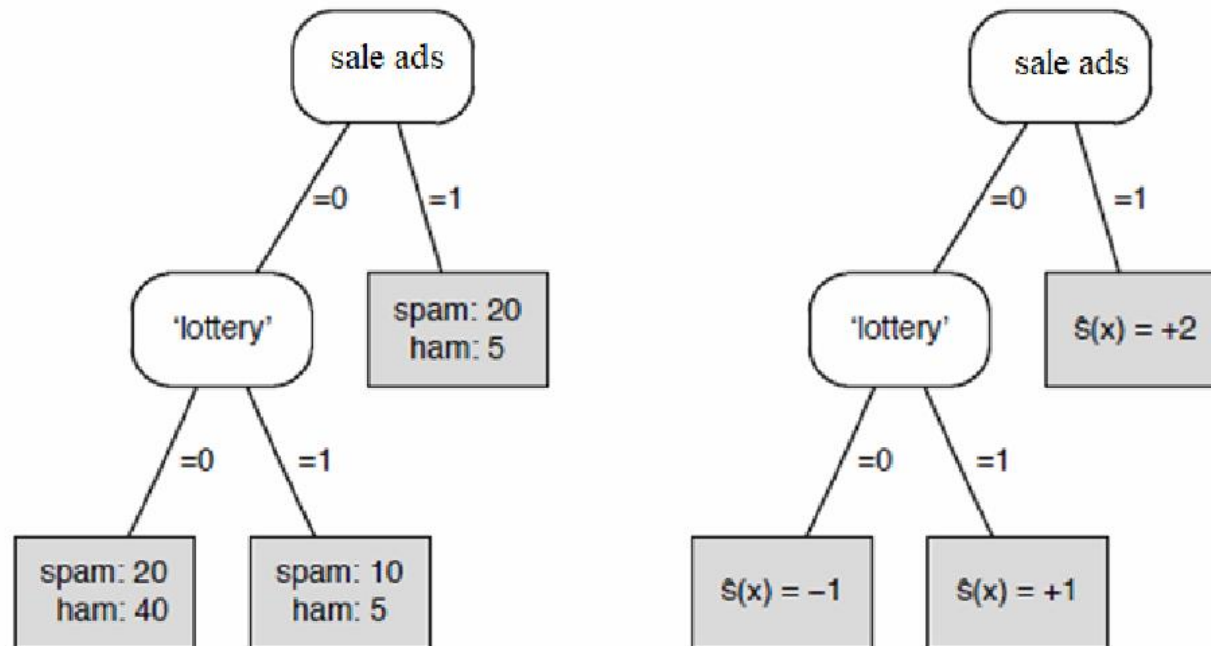 sale ads
=0
=1
'lottery'
spam: 20
ham: 5
=0
=1
spam: 20
ham: 40
spam: 10
ham: 5
sale ads
=0
=1
'lottery'
ŝ(x) = +2
=0
=1
ŝ(x) = −1
ŝ(x) = +1